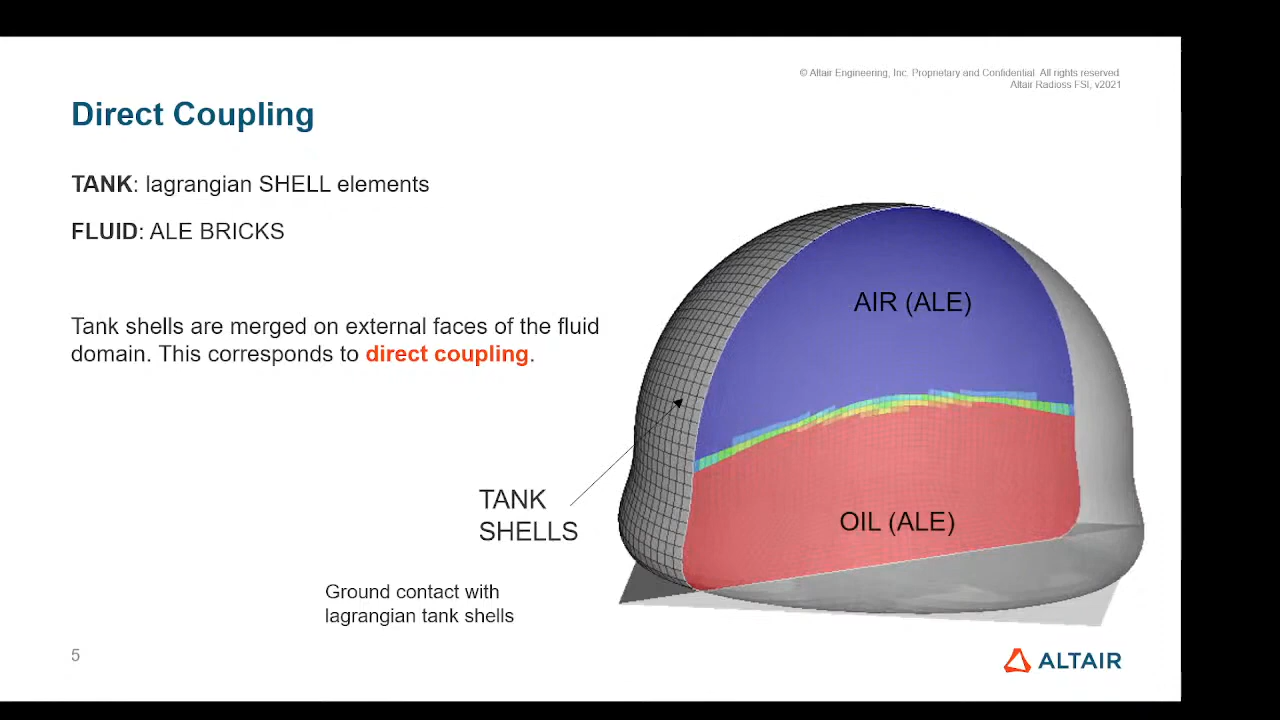 © Altair Engineering, Inc. Proprietary and Confidential. All rights reserved
Altair Radioss FSI, v2021
Direct Coupling
TANK: lagrangian SHELL elements
FLUID: ALE BRICKS
Tank shells are merged on external faces of the fluid
domain. This corresponds to direct coupling.
AIR (ALE)
OIL (ALE)
TANK
SHELLS
Ground contact with
lagrangian tank shells
5
ALTAIR